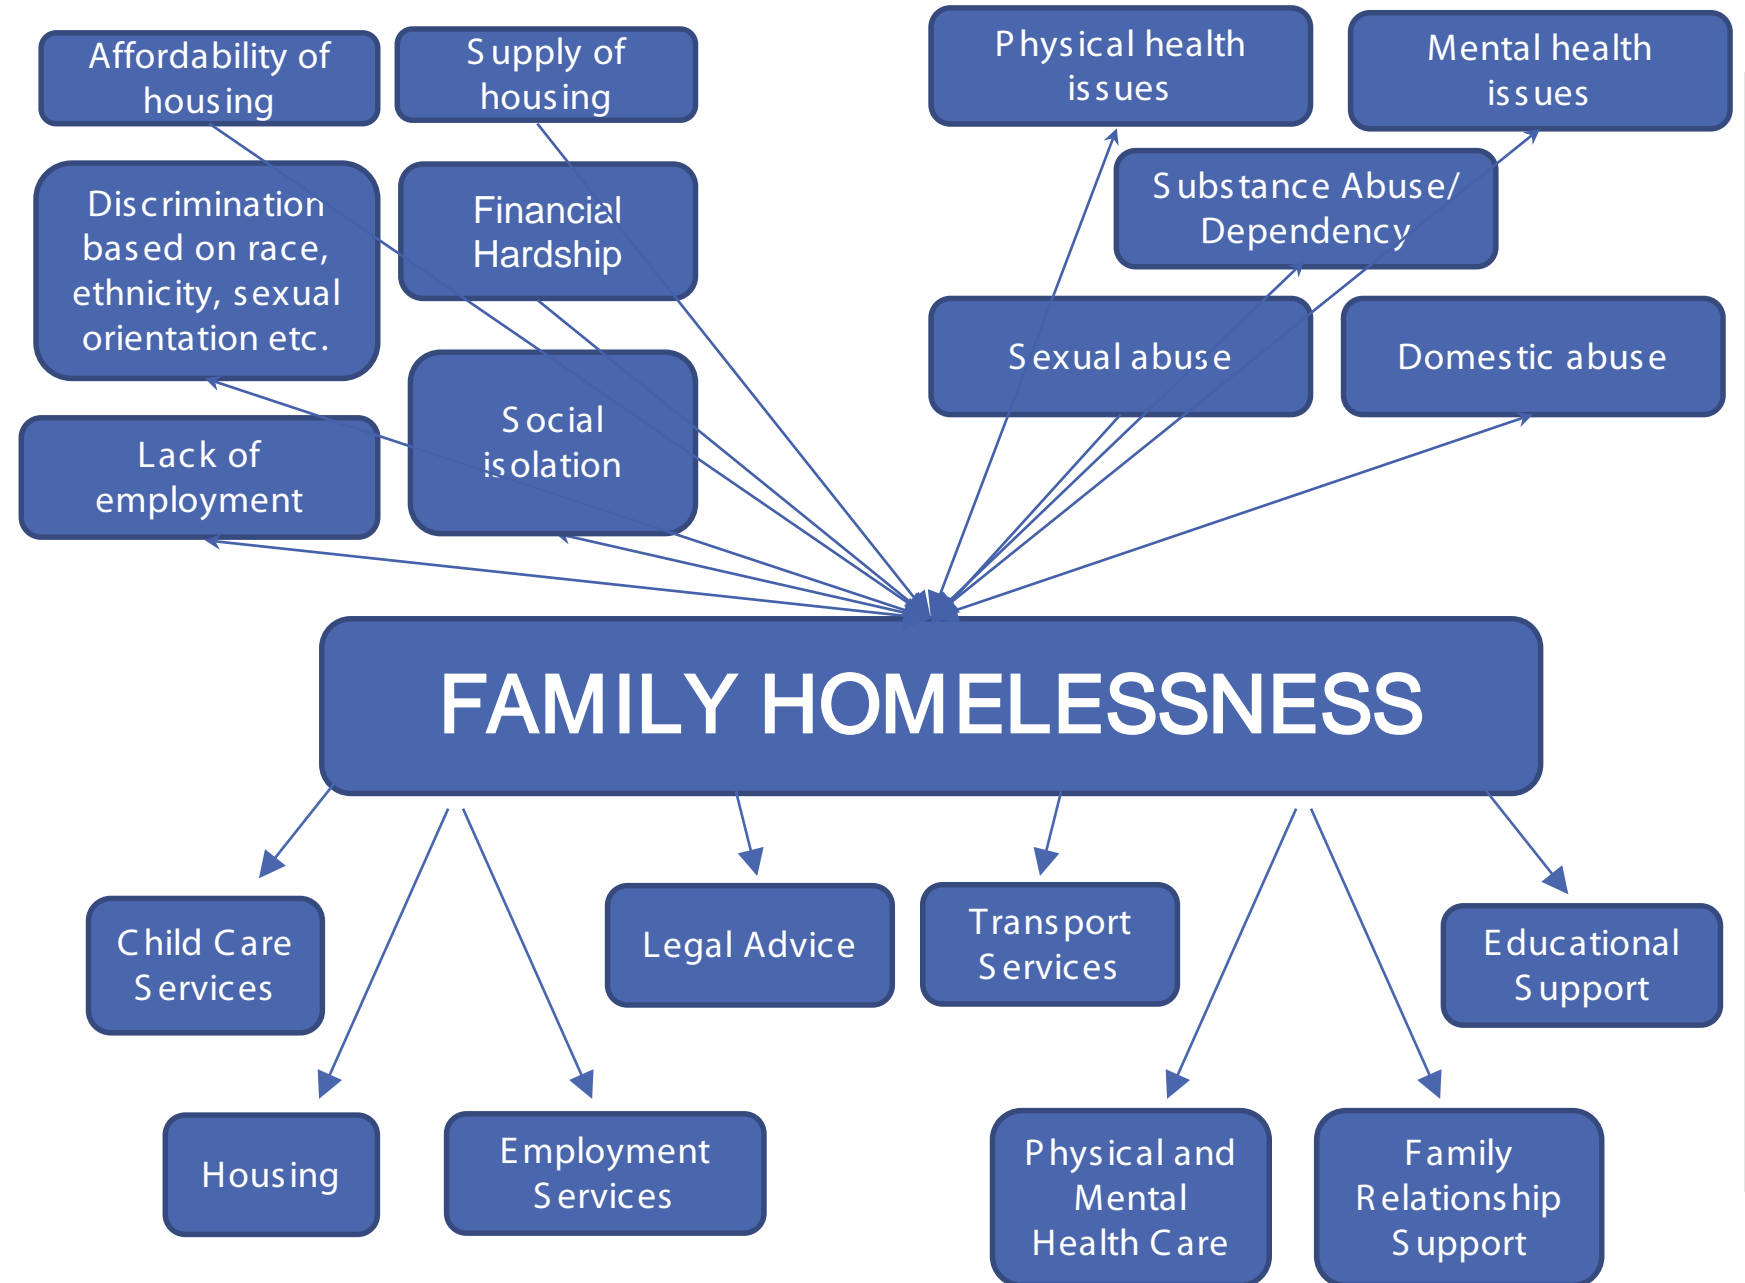 Affordability of
housing
Supply of
housing
Physical health
issues
Mental health
issues
Discrimination
based on race,
ethnicity, sexual
orientation etc.
Financial
Hardship
Substance Abuse/
Dependency
Sexual abuse
Domestic abuse
Lack of
employment
Social
isolation
FAMILY HOMELESSNESS
Child Care
Services
Legal Advice
Transport
Services
Educational
Support
Housing
Employment
Services
Physical and
Mental
Health Care
Family
Relationship
Support